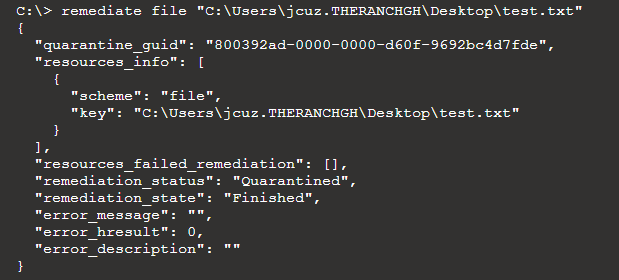 C:\> remediate file "C:\Users\jcuz.THERANCHGH\Desktop\test.txt"
{
  "quarantine_guid": "800392ad-0000-0000-d60f-9692bc4d7fde",
  "resources_info": [
    {
      "scheme": "file",
      "key": "C:\Users\jcuz.THERANCHGH\Desktop\test.txt"
    }
  ],
  "resources_failed_remediation": [],
  "remediation_status": "Quarantined",
  "remediation_state": "Finished",
  "error_message": "",
  "error_hresult": 0,
  "error_description": ""
}